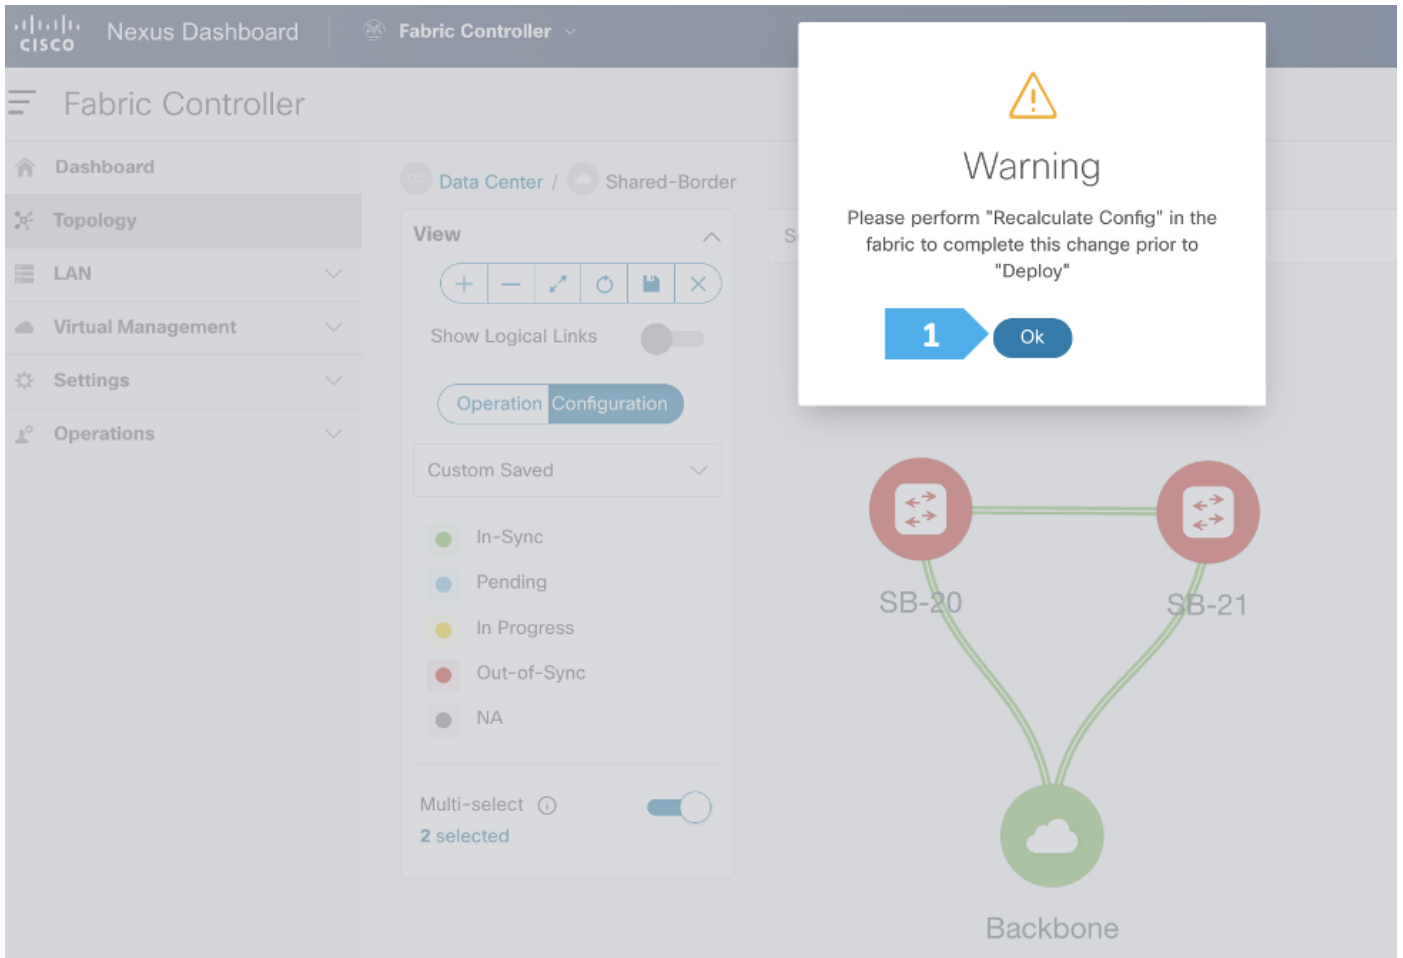 CISCO Nexus Dashboard Fabric Controller
Fabric Controller
Dashboard
Topology
LAN
Virtual Management
Settings
Operations
DC Data Center / Shared-Border
View
Show Logical Links
Operation Configuration
Custom Saved
In-Sync
Pending
In Progress
Out-of-Sync
NA
Multi-select
2 selected
Warning
Please perform "Recalculate Config" in the
fabric to complete this change prior to
"Deploy"
1 Ok
SB-20
SB-21
Backbone